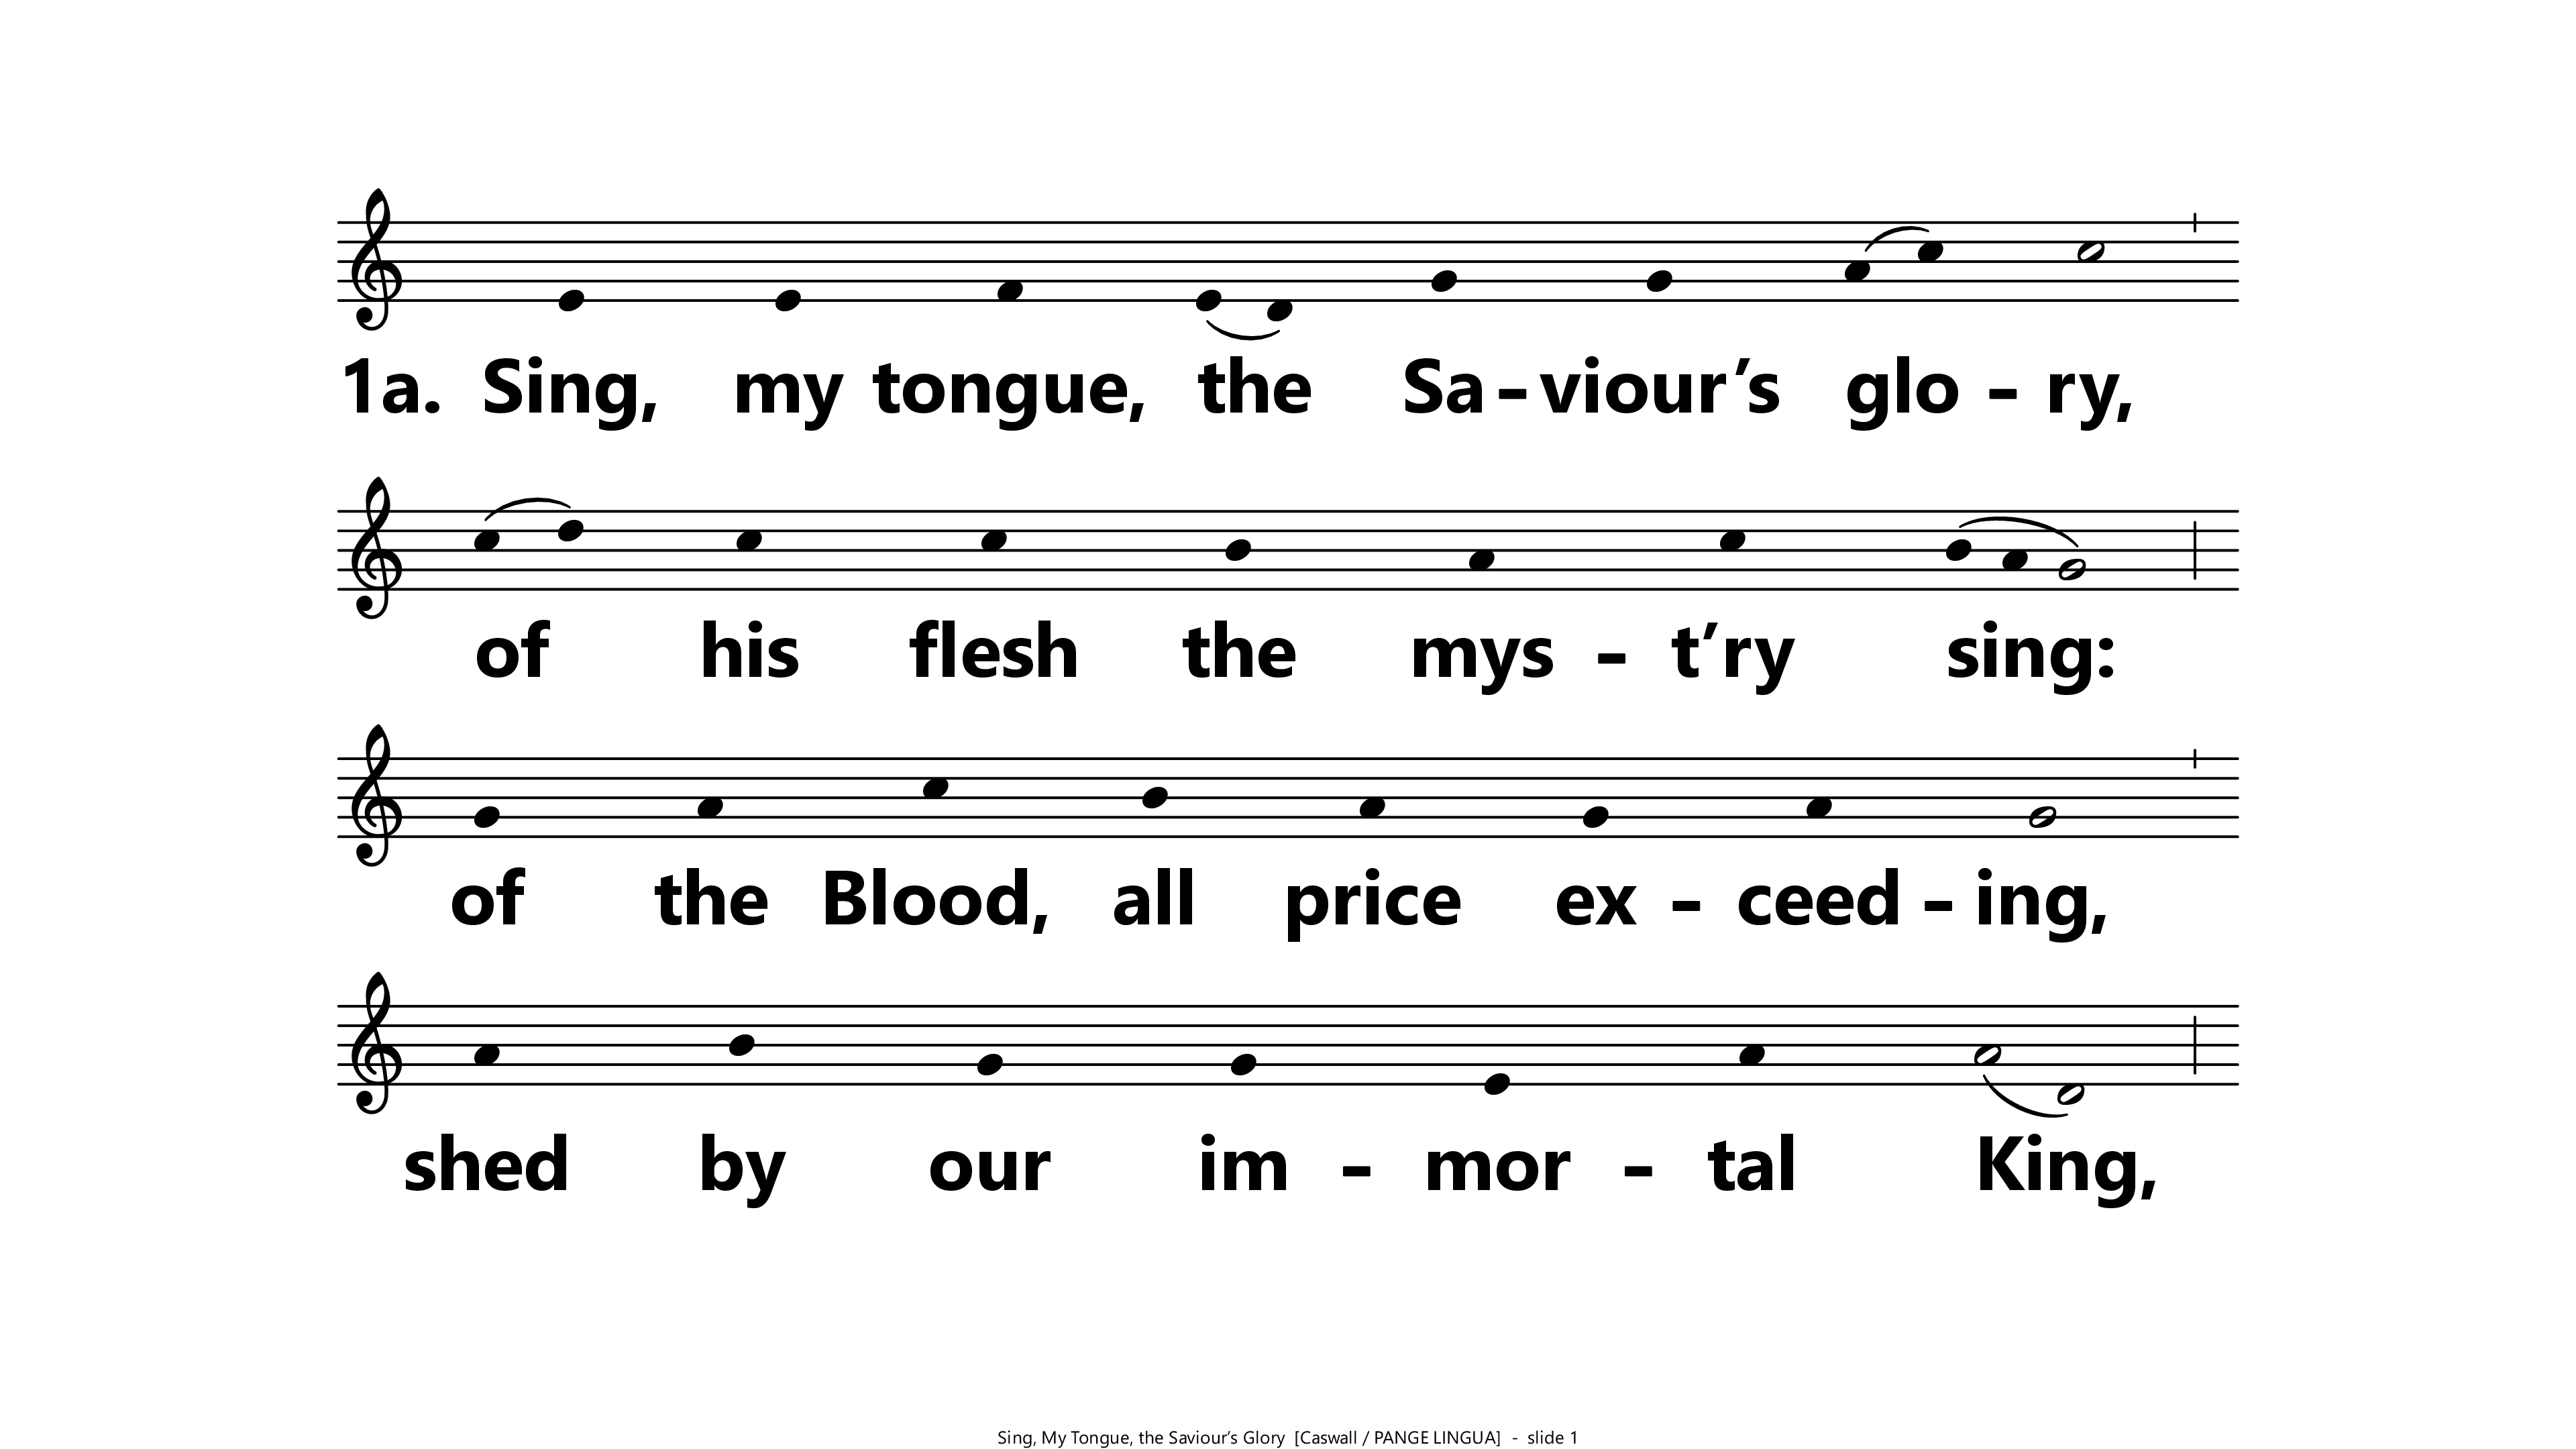 1a. Sing, my tongue, the Sa - viour’s glo - ry,
of his flesh the mys - t’ry sing:
of the Blood, all price ex - ceed - ing,
shed by our im - mor - tal King,
Sing, My Tongue, the Saviour’s Glory [Caswall / PANGE LINGUA] - slide 1